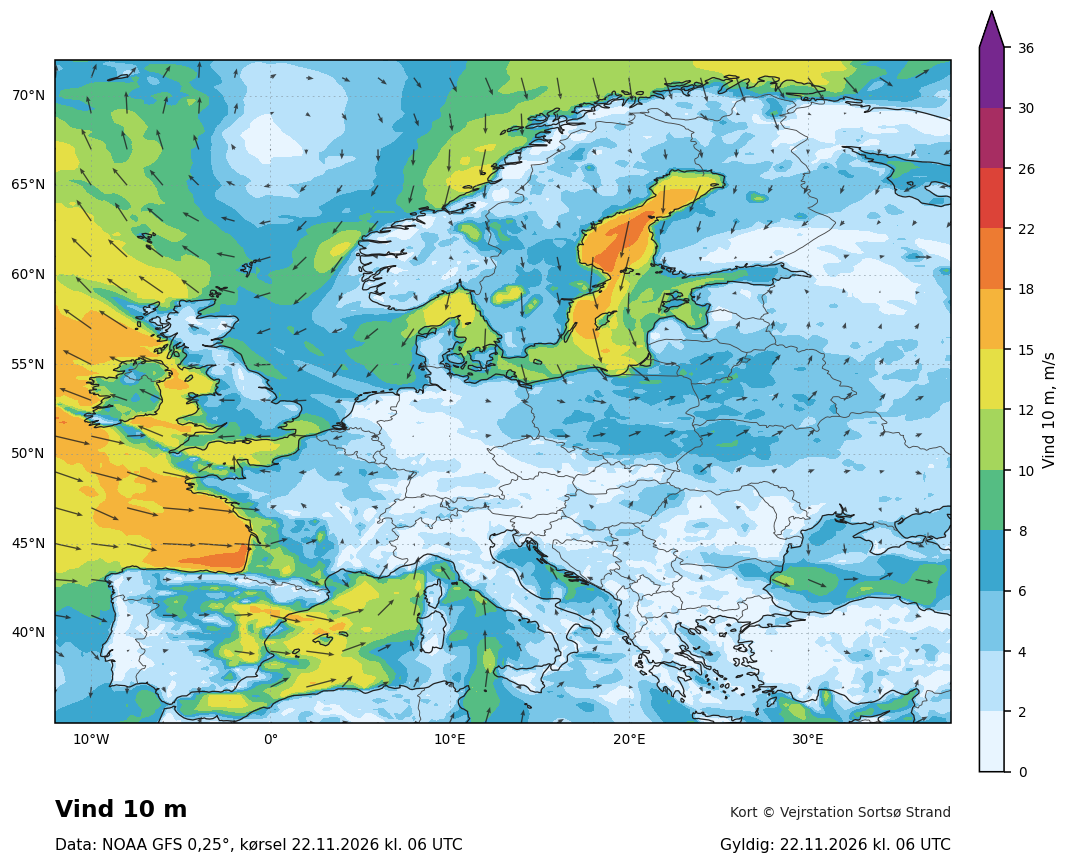 36
30
26
22
18
15
12
10
8
6
4
2
0
Vind 10 m, m/s
70°N
65°N
60°N
55°N
50°N
45°N
40°N
10°W
0°
10°E
20°E
30°E
Vind 10 m
Kort © Vejrstation Sortsø Strand
Data: NOAA GFS 0,25°, kørsel 22.11.2026 kl. 06 UTC
Gyldig: 22.11.2026 kl. 06 UTC